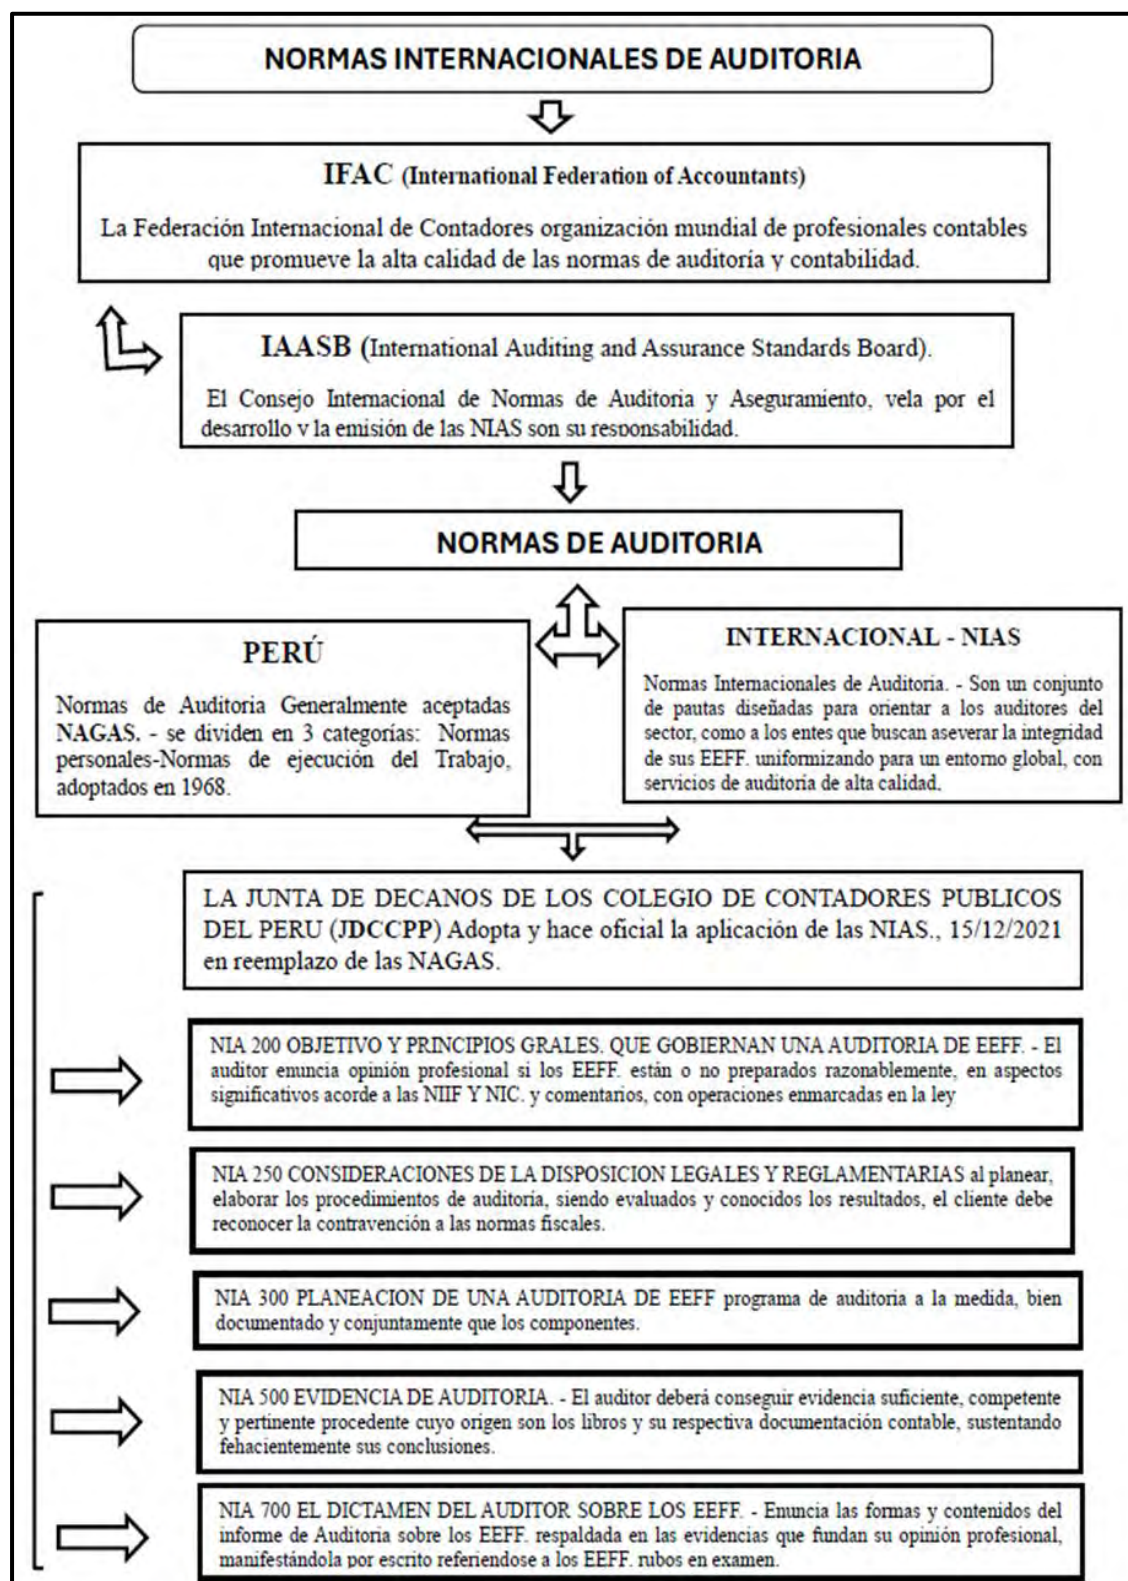 NORMAS INTERNACIONALES DE AUDITORIA
IFAC (International Federation of Accountants)
La Federación Internacional de Contadores organización mundial de profesionales contables
que promueve la alta calidad de las normas de auditoría y contabilidad.
IAASB (International Auditing and Assurance Standards Board).
El Consejo Internacional de Normas de Auditoria y Aseguramiento, vela por el
desarrollo y la emisión de las NIAS son su responsabilidad.
NORMAS DE AUDITORIA
PERÚ
Normas de Auditoria Generalmente aceptadas
NAGAS. - se dividen en 3 categorías: Normas
personales-Normas de ejecución del Trabajo,
adoptados en 1968.
INTERNACIONAL - NIAS
Normas Internacionales de Auditoria. - Son un conjunto
de pautas diseñadas para orientar a los auditores del
sector, como a los entes que buscan aseverar la integridad
de sus EEFF. uniformizando para un entorno global, con
servicios de auditoría de alta calidad.
LA JUNTA DE DECANOS DE LOS COLEGIO DE CONTADORES PUBLICOS
DEL PERU (JDCCPP) Adopta y hace oficial la aplicación de las NIAS., 15/12/2021
en reemplazo de las NAGAS.
NIA 200 OBJETIVO Y PRINCIPIOS GRALES. QUE GOBIERNAN UNA AUDITORIA DE EEFF. - El
auditor enuncia opinión profesional si los EEFF. están o no preparados razonablemente, en aspectos
significativos acorde a las NIIF Y NIC. y comentarios, con operaciones enmarcadas en la ley
NIA 250 CONSIDERACIONES DE LA DISPOSICION LEGALES Y REGLAMENTARIAS al planear,
elaborar los procedimientos de auditoría, siendo evaluados y conocidos los resultados, el cliente debe
reconocer la contravención a las normas fiscales.
NIA 300 PLANEACION DE UNA AUDITORIA DE EEFF programa de auditoria a la medida, bien
documentado y conjuntamente que los componentes.
NIA 500 EVIDENCIA DE AUDITORIA. - El auditor deberá conseguir evidencia suficiente, competente
y pertinente procedente cuyo origen son los libros y su respectiva documentación contable, sustentando
fehacientemente sus conclusiones.
NIA 700 EL DICTAMEN DEL AUDITOR SOBRE LOS EEFF. - Enuncia las formas y contenidos del
informe de Auditoria sobre los EEFF. respaldada en las evidencias que fundan su opinión profesional,
manifestándola por escrito referiendose a los EEFF. rubos en examen.